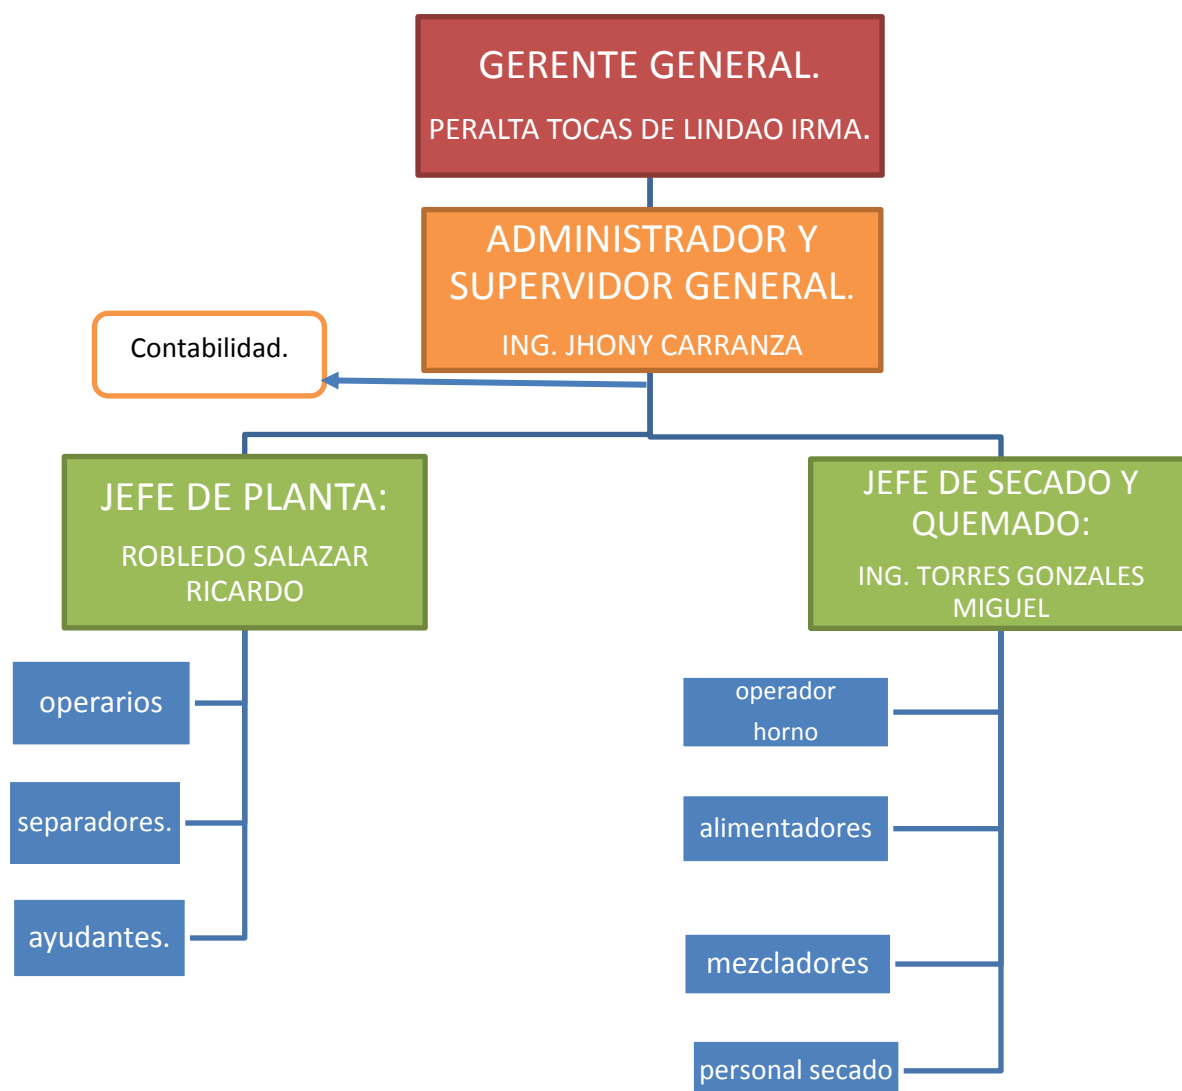 GERENTE GENERAL.
PERALTA TOCAS DE LINDAO IRMA.
ADMINISTRADOR Y
SUPERVIDOR GENERAL.
ING. JHONY CARRANZA
Contabilidad.
JEFE DE PLANTA:
ROBLEDO SALAZAR
RICARDO
operarios
separadores.
ayudantes.
JEFE DE SECADO Y
QUEMADO:
ING. TORRES GONZALES
MIGUEL
operador
horno
alimentadores
mezcladores
personal secado